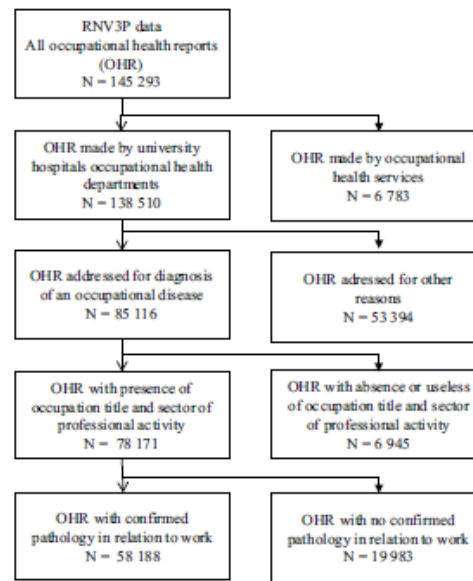 RNV3P data
All occupational health reports
(OHR)
N = 145 293
OHR made by university
hospitals occupational health
departments
N = 138 510
OHR made by occupational
health services
N = 6 783
OHR addressed for diagnosis
of an occupational disease
N = 85 116
OHR adressed for other
reasons
N = 53 394
OHR with presence of
occupation title and sector of
professional activity
N = 78 171
OHR with absence or useless
of occupation title and sector
of professional activity
N = 6 945
OHR with confirmed
pathology in relation to work
N = 58 188
OHR with no confirmed
pathology in relation to work
N = 19 983